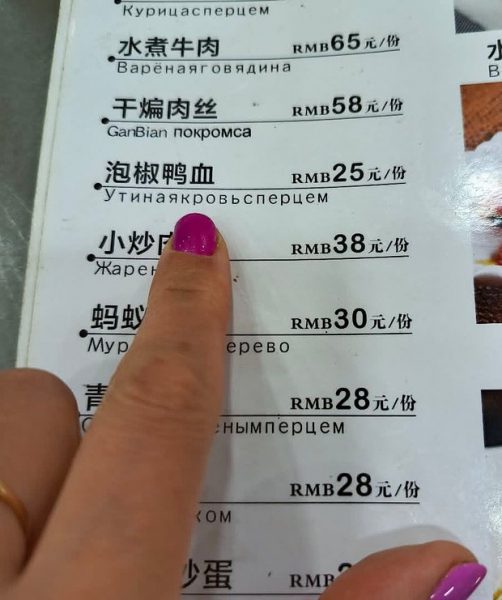 Курицасперцем
水煮牛肉 RMB65元/份
Варёнаяговядина
干煸肉丝 RMB58元/份
GanBian покромса
泡椒鸭血 RMB25元/份
Утинаякровьсперцем
小炒 RMB38元/份
Жарен
蚂蚁 RMB30元/份
Мур ерево
青 RMB28元/份
енымперцем
RMB28元/份
ком
炒蛋 RMB
水
В